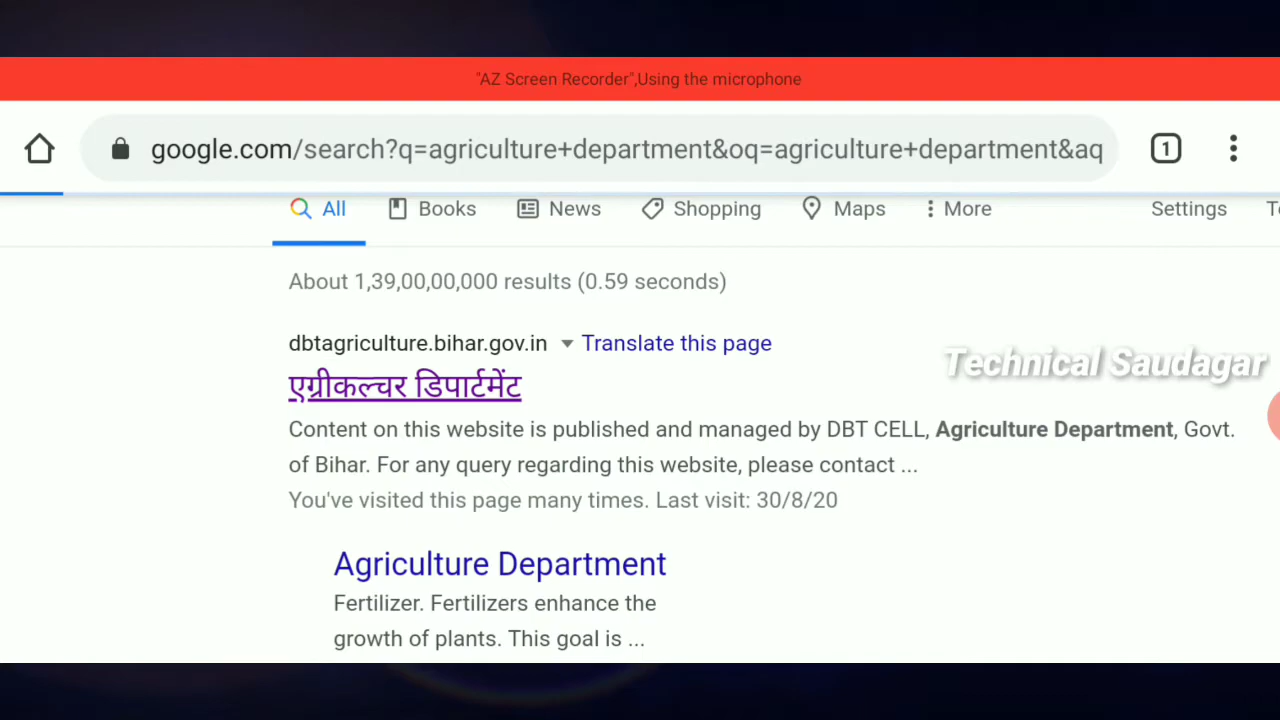 "AZ Screen Recorder",Using the microphone
google.com/search?q=agriculture+department&oq=agriculture+department&aq
1
All Books News Shopping Maps More Settings
About 1,39,00,00,000 results (0.59 seconds)
dbtagriculture.bihar.gov.in Translate this page
Technical Saudagar
एग्रीकल्चर डिपार्टमेंट
Content on this website is published and managed by DBT CELL, Agriculture Department, Govt.
of Bihar. For any query regarding this website, please contact ...
You've visited this page many times. Last visit: 30/8/20
Agriculture Department
Fertilizer. Fertilizers enhance the
growth of plants. This goal is ...